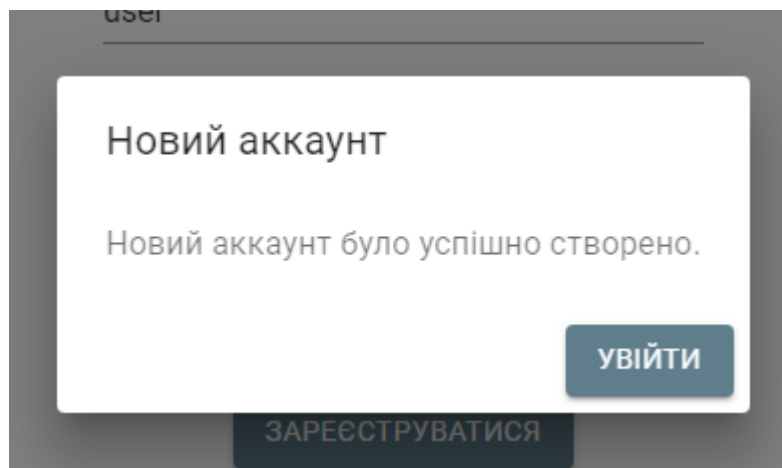 user
Новий аккаунт
Новий аккаунт було успішно створено.
УВІЙТИ
ЗАРЕЄСТРУВАТИСЯ